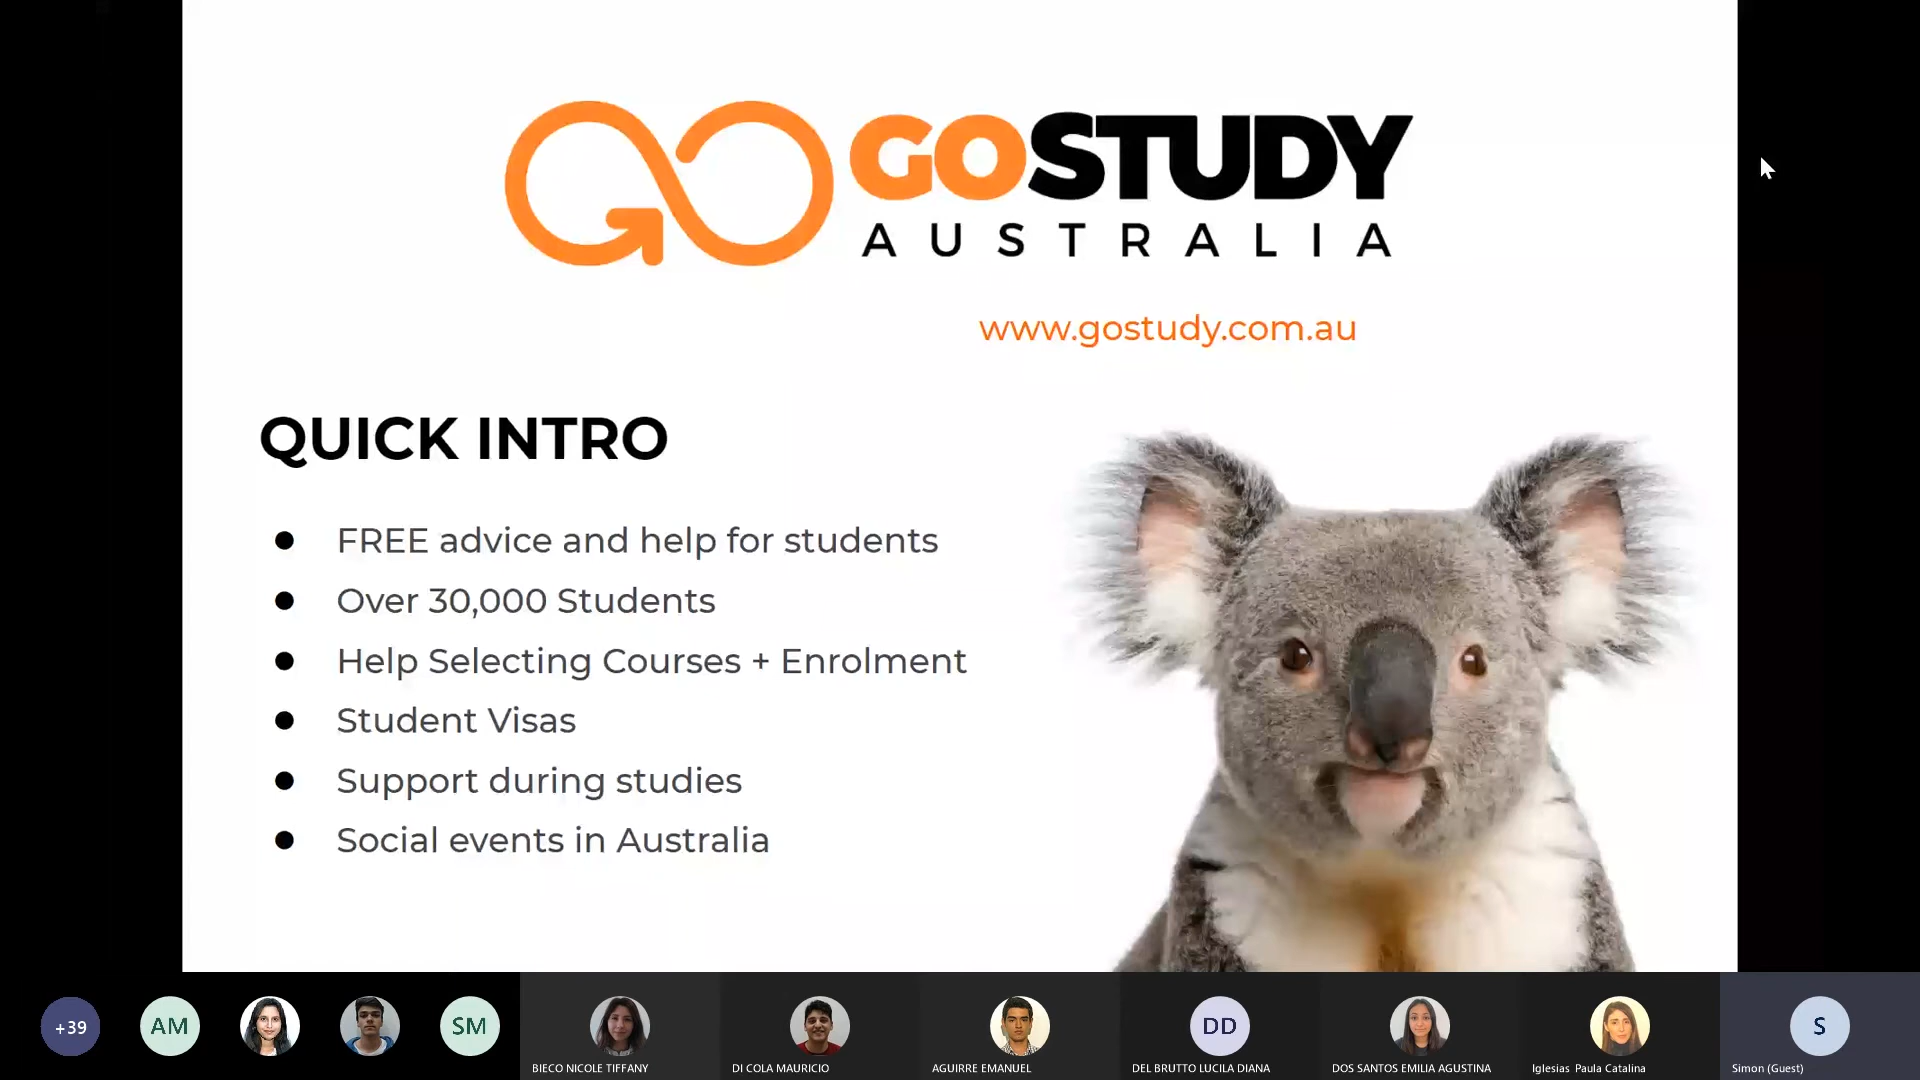 GOSTUDY
AUSTRALIA
www.gostudy.com.au
QUICK INTRO
● FREE advice and help for students
● Over 30,000 Students
● Help Selecting Courses + Enrolment
● Student Visas
● Support during studies
● Social events in Australia
+39
AM
SM
DD
S
BIECO NICOLE TIFFANY
DI COLA MAURICIO
AGUIRRE EMANUEL
DEL BRUTTO LUCILA DIANA
DOS SANTOS EMILIA AGUSTINA
Iglesias Paula Catalina
Simon (Guest)